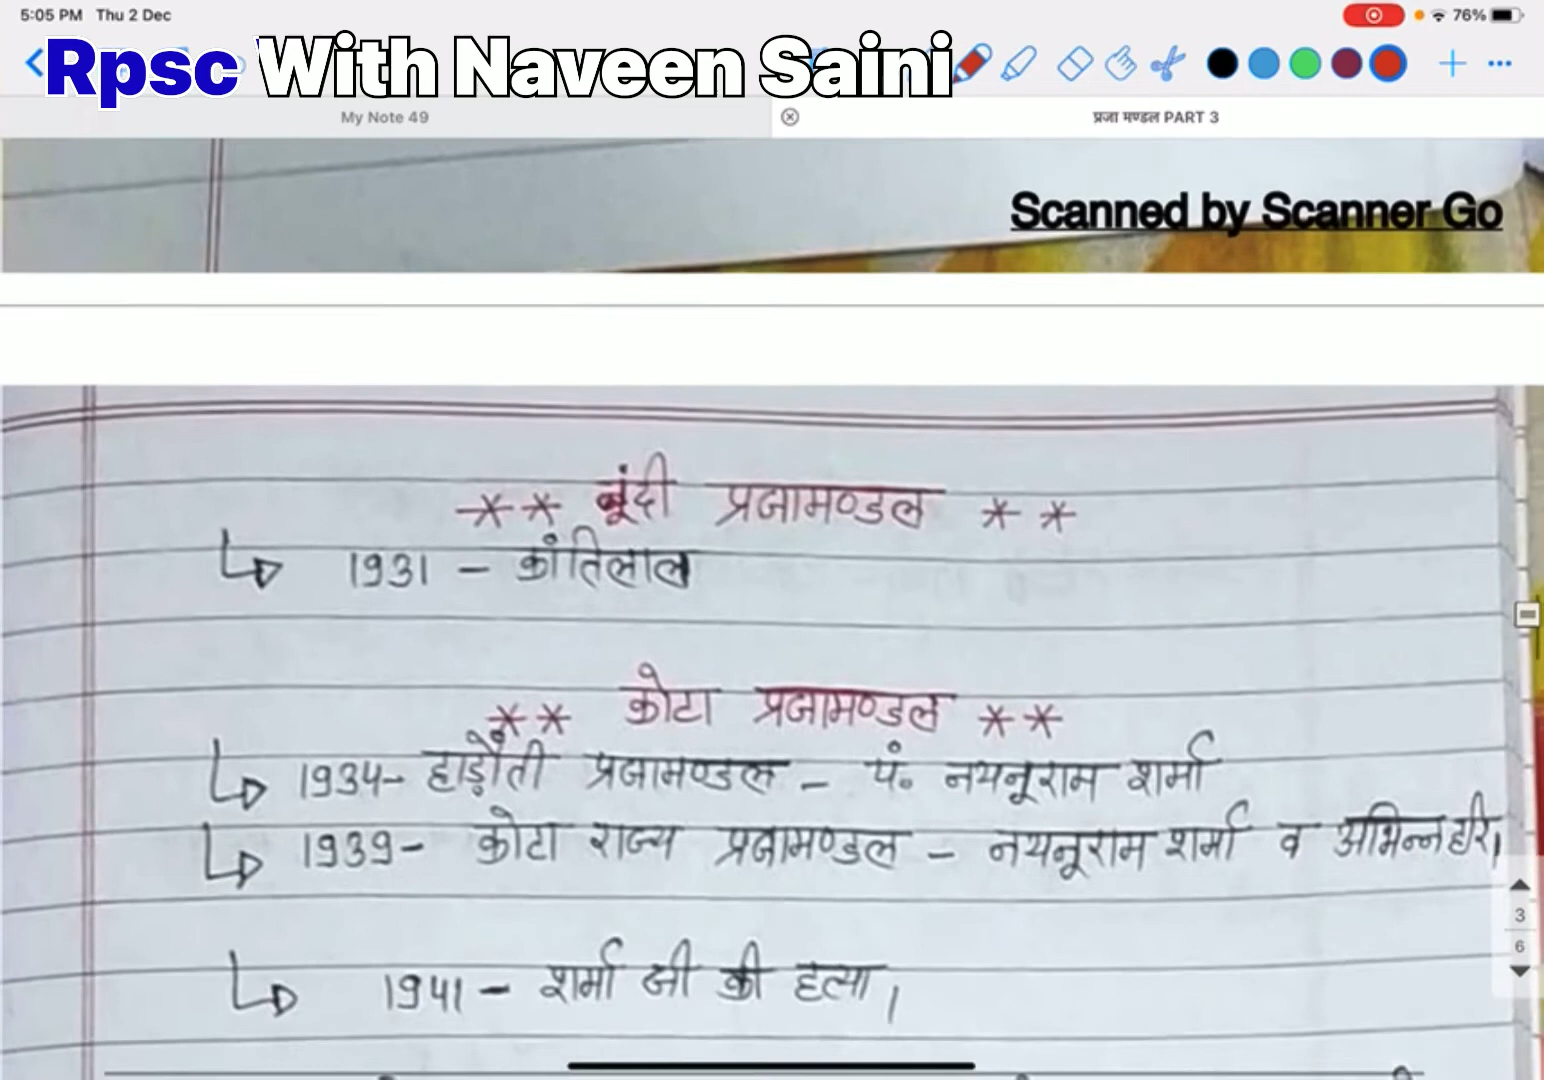 5:05 PM Thu 2 Dec
76%
Rpsc With Naveen Saini
My Note 49
प्रजा मण्डल PART 3
Scanned by Scanner Go
** बूंदी प्रजामण्डल **
1931 - कांतिलाल
** कोटा प्रजामण्डल **
1934- हाड़ौती प्रजामण्डल - पं. नयनूराम शर्मा
1939- कोटा राज्य प्रजामण्डल - नयनूराम शर्मा व अभिन्नहरि।
3
6
1941 - शर्मा जी की हत्या।